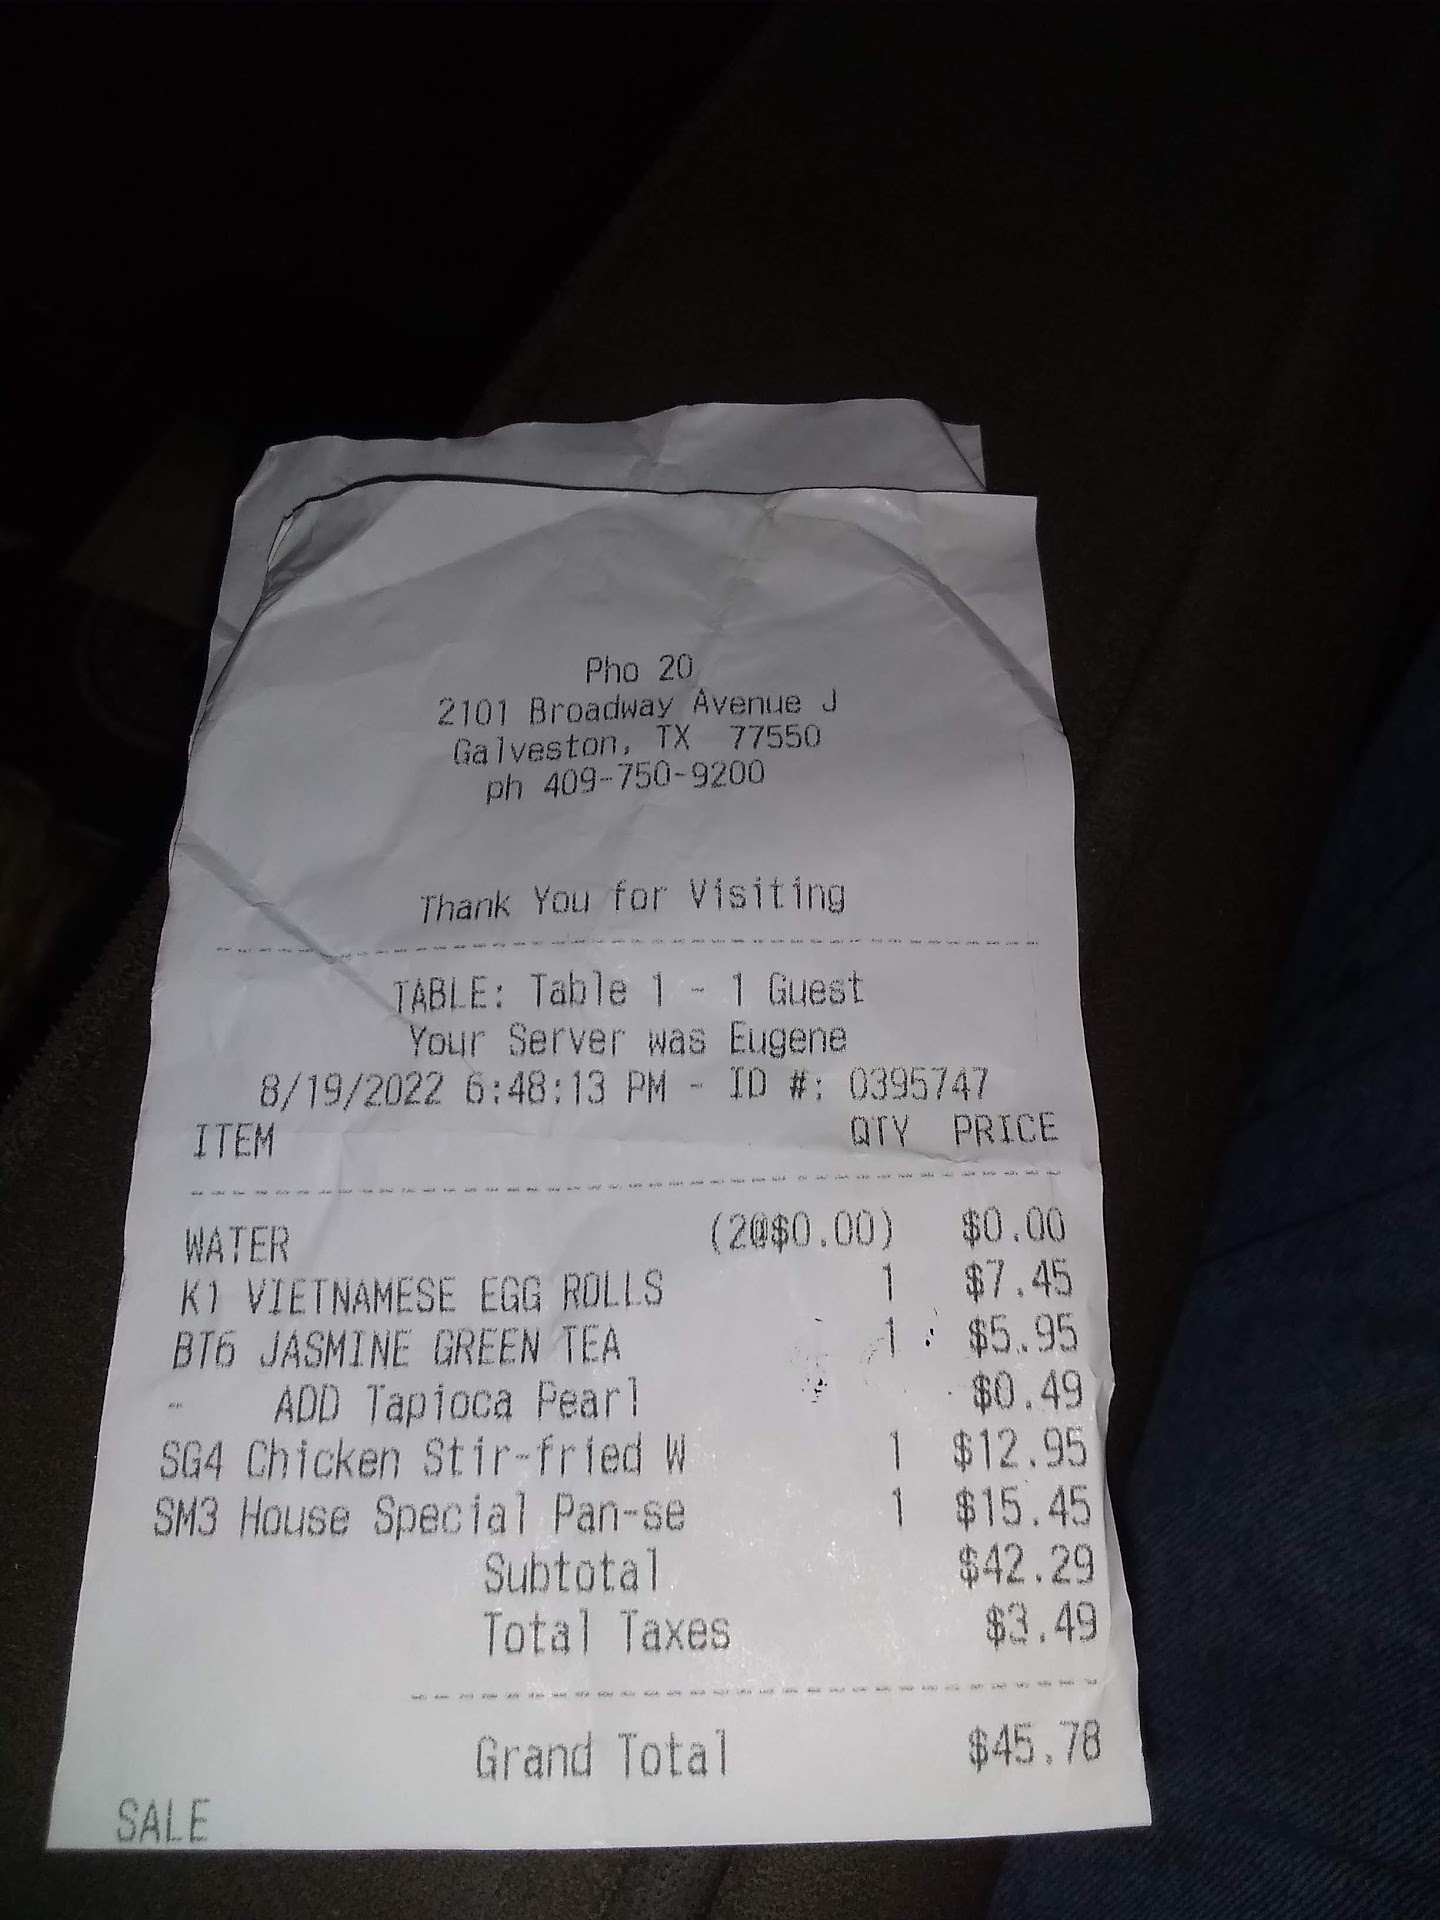 Pho 20
2101 Broadway Avenue J
Galveston, TX 77550
ph 409-750-9200
Thank You for Visiting
TABLE: Table 1 - 1 Guest
Your Server was Eugene
8/19/2022 6:48:13 PM - ID #: 0395747
ITEM QTY PRICE
WATER (2@$0.00) $0.00
K1 VIETNAMESE EGG ROLLS 1 $7.45
BT6 JASMINE GREEN TEA 1 $5.95
- ADD Tapioca Pearl $0.49
SG4 Chicken Stir-fried W 1 $12.95
SM3 House Special Pan-se 1 $15.45
Subtotal $42.29
Total Taxes $3.49
Grand Total $45.78
SALE